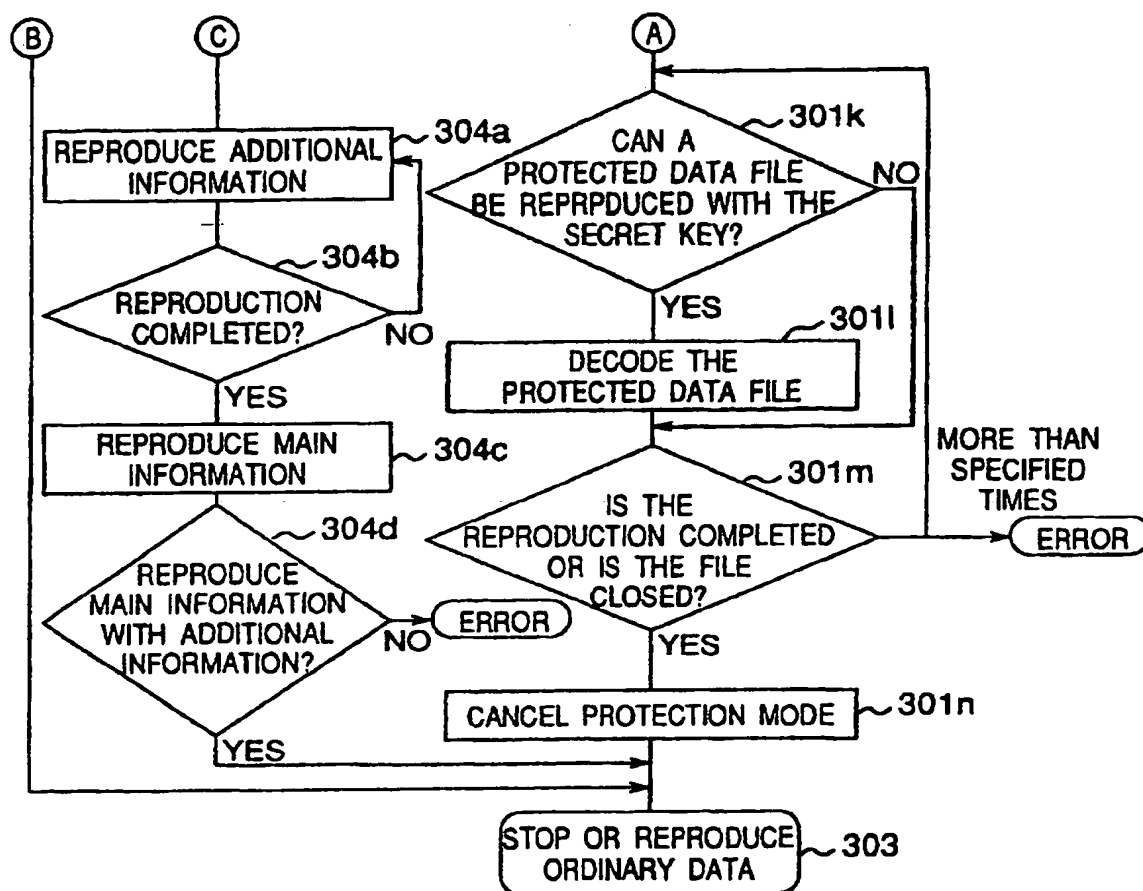 B
C
A
304a
REPRODUCE ADDITIONAL
INFORMATION
304b
REPRODUCTION
COMPLETED?
NO
YES
REPRODUCE MAIN
INFORMATION
304c
304d
REPRODUCE
MAIN INFORMATION
WITH ADDITIONAL
INFORMATION?
NO
ERROR
YES
301k
CAN A
PROTECTED DATA FILE
BE REPRPDUCED WITH THE
SECRET KEY?
NO
YES
301l
DECODE THE
PROTECTED DATA FILE
301m
IS THE
REPRODUCTION COMPLETED
OR IS THE FILE
CLOSED?
MORE THAN
SPECIFIED
TIMES
ERROR
YES
CANCEL PROTECTION MODE
301n
STOP OR REPRODUCE
ORDINARY DATA
303